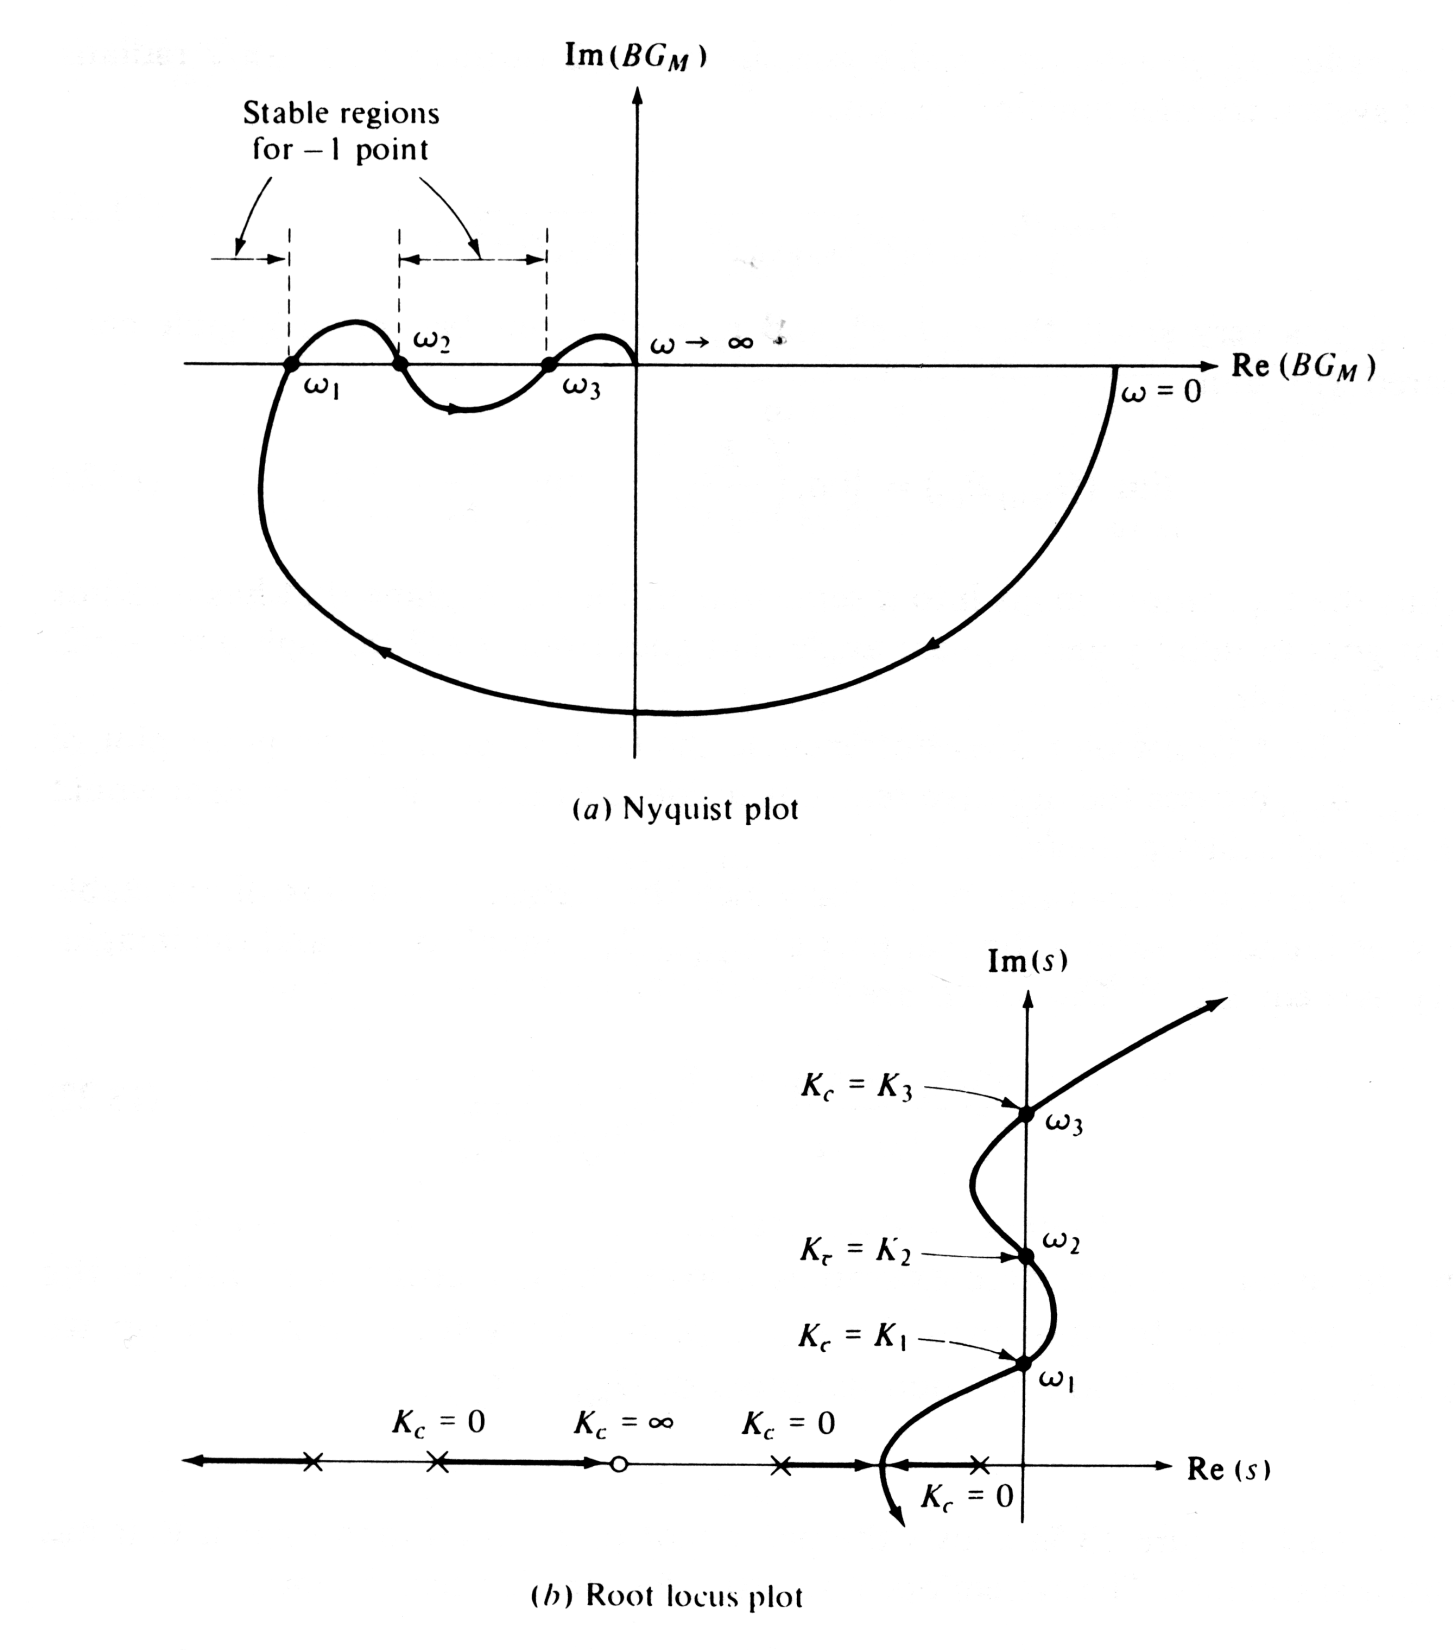 Im(BG_M)
Stable regions
for −1 point
ω₁
ω₂
ω₃
ω → ∞
Re (BG_M)
ω = 0
(a) Nyquist plot
Im(s)
K_c = K₃
ω₃
K_c = K₂
ω₂
K_c = K₁
ω₁
K_c = 0
K_c = ∞
K_c = 0
Re (s)
K_c = 0
(b) Root locus plot